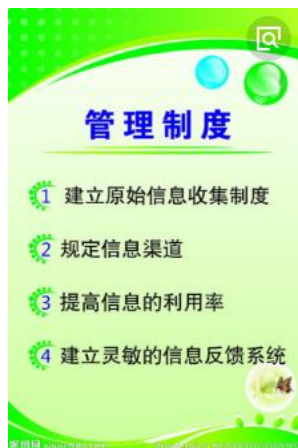 管理制度
1 建立原始信息收集制度
2 规定信息渠道
3 提高信息的利用率
4 建立灵敏的信息反馈系统